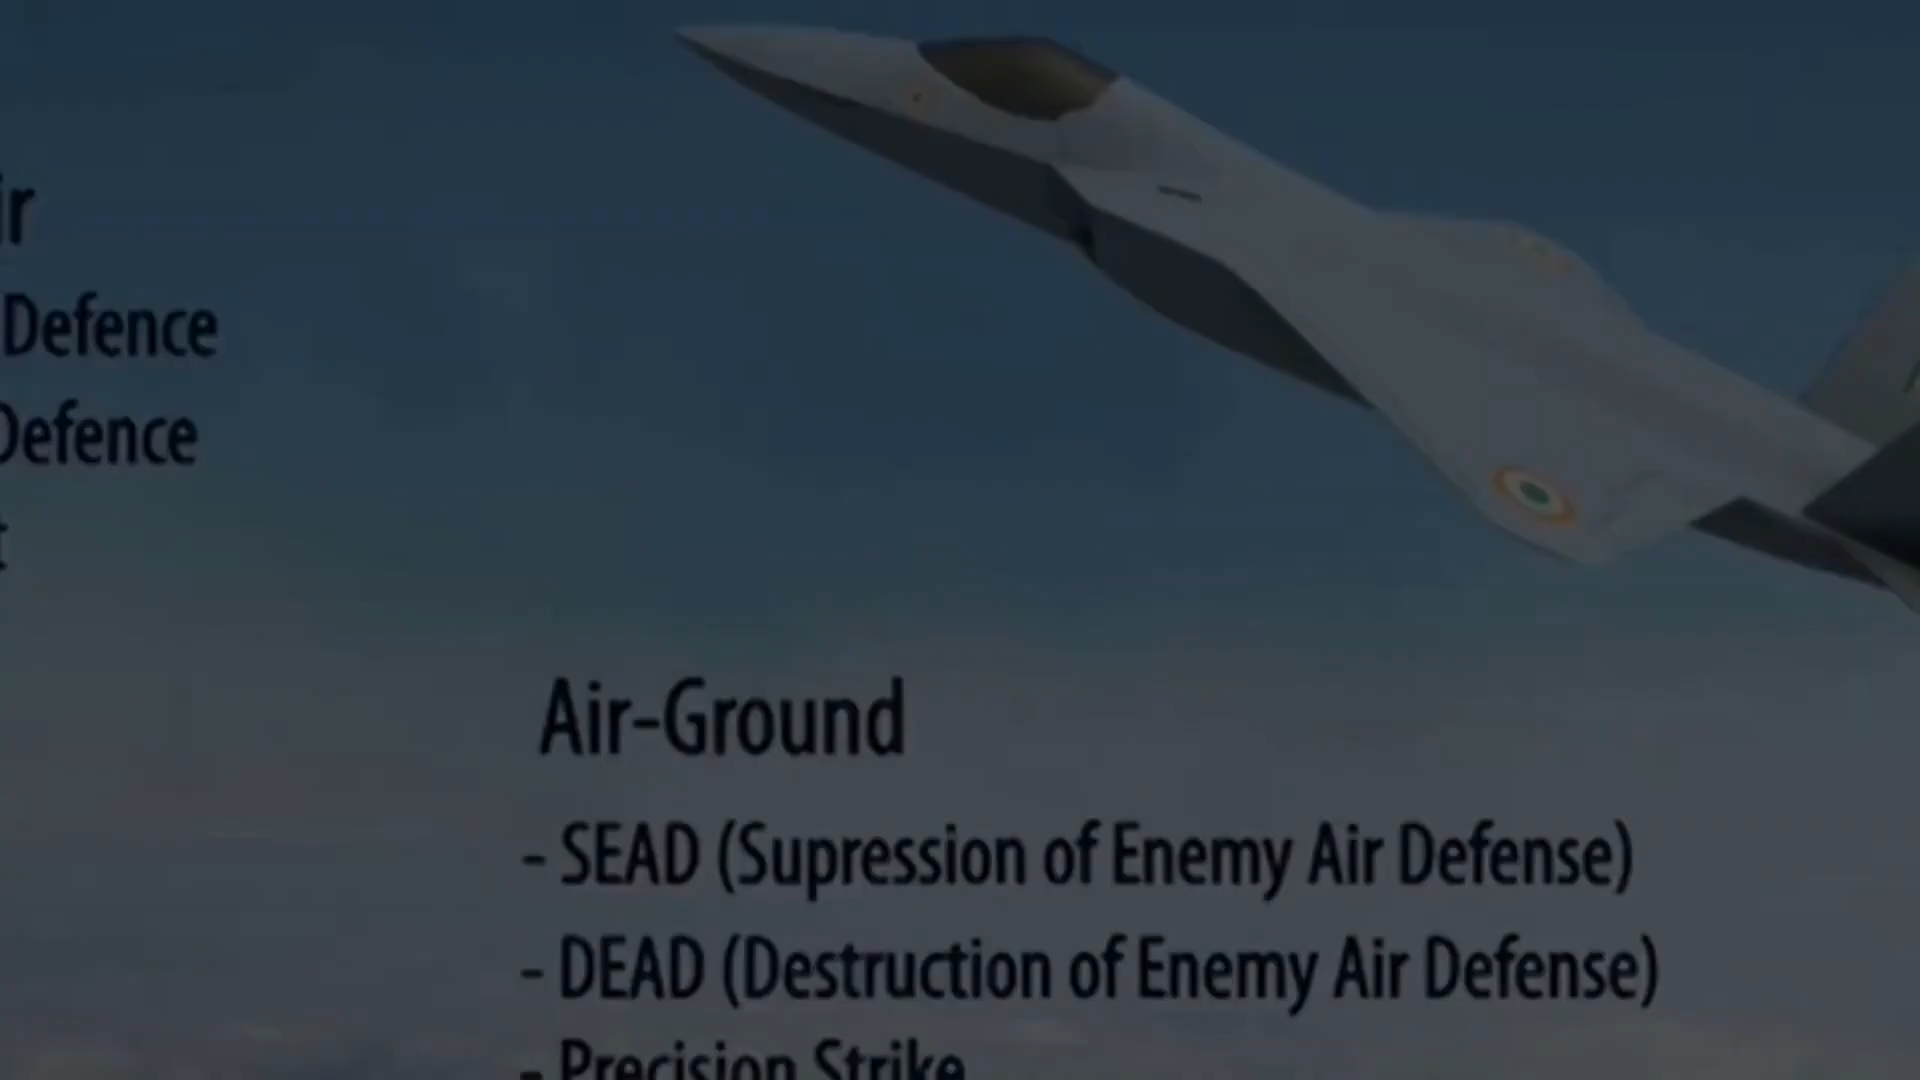 ir
Defence
Defence
t
Air-Ground
- SEAD (Supression of Enemy Air Defense)
- DEAD (Destruction of Enemy Air Defense)
- Precision Strike